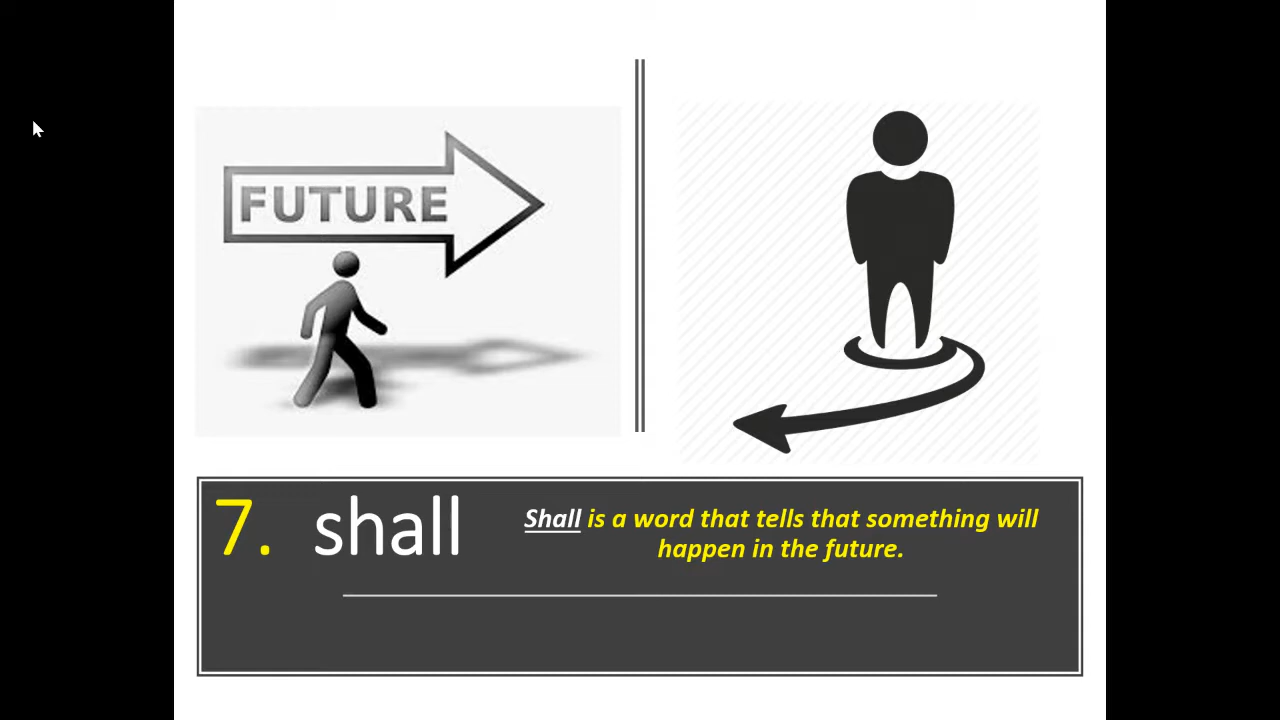 FUTURE
7. shall
Shall is a word that tells that something will
happen in the future.